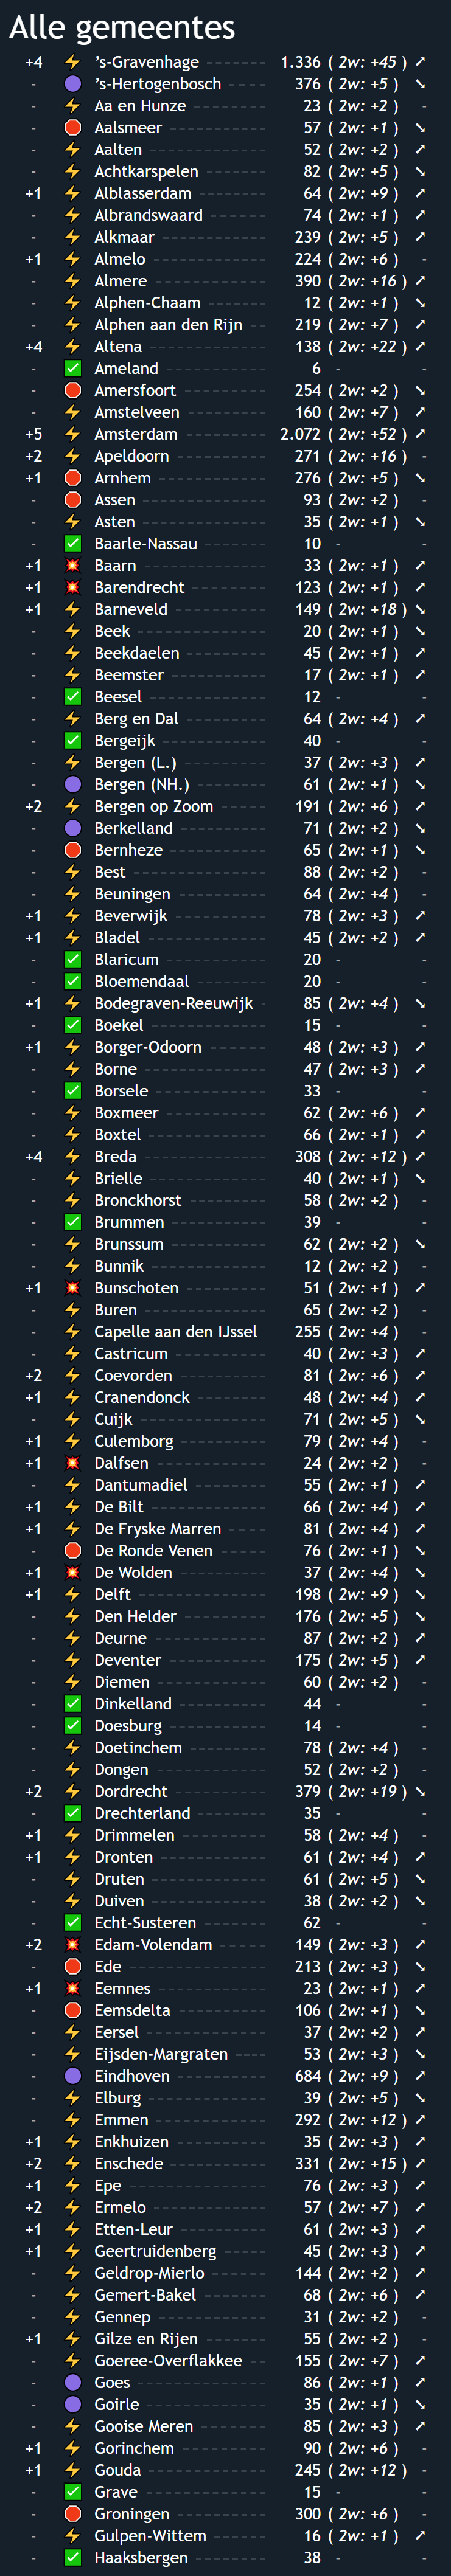 Alle gemeentes
+4 ’s-Gravenhage 1.336 ( 2w: +45 )
- ’s-Hertogenbosch 376 ( 2w: +5 )
- Aa en Hunze 23 ( 2w: +2 ) -
- Aalsmeer 57 ( 2w: +1 )
- Aalten 52 ( 2w: +2 )
- Achtkarspelen 82 ( 2w: +5 )
+1 Alblasserdam 64 ( 2w: +9 )
- Albrandswaard 74 ( 2w: +1 )
- Alkmaar 239 ( 2w: +5 )
+1 Almelo 224 ( 2w: +6 ) -
- Almere 390 ( 2w: +16 )
- Alphen-Chaam 12 ( 2w: +1 )
- Alphen aan den Rijn 219 ( 2w: +7 )
+4 Altena 138 ( 2w: +22 )
- Ameland 6 - -
- Amersfoort 254 ( 2w: +2 )
- Amstelveen 160 ( 2w: +7 )
+5 Amsterdam 2.072 ( 2w: +52 )
+2 Apeldoorn 271 ( 2w: +16 ) -
+1 Arnhem 276 ( 2w: +5 )
- Assen 93 ( 2w: +2 ) -
- Asten 35 ( 2w: +1 )
- Baarle-Nassau 10 - -
+1 Baarn 33 ( 2w: +1 )
+1 Barendrecht 123 ( 2w: +1 )
+1 Barneveld 149 ( 2w: +18 )
- Beek 20 ( 2w: +1 )
- Beekdaelen 45 ( 2w: +1 )
- Beemster 17 ( 2w: +1 )
- Beesel 12 - -
- Berg en Dal 64 ( 2w: +4 )
- Bergeijk 40 - -
- Bergen (L.) 37 ( 2w: +3 )
- Bergen (NH.) 61 ( 2w: +1 )
+2 Bergen op Zoom 191 ( 2w: +6 )
- Berkelland 71 ( 2w: +2 )
- Bernheze 65 ( 2w: +1 )
- Best 88 ( 2w: +2 ) -
- Beuningen 64 ( 2w: +4 ) -
+1 Beverwijk 78 ( 2w: +3 )
+1 Bladel 45 ( 2w: +2 )
- Blaricum 20 - -
- Bloemendaal 20 - -
+1 Bodegraven-Reeuwijk 85 ( 2w: +4 )
- Boekel 15 - -
+1 Borger-Odoorn 48 ( 2w: +3 )
- Borne 47 ( 2w: +3 )
- Borsele 33 - -
- Boxmeer 62 ( 2w: +6 )
- Boxtel 66 ( 2w: +1 )
+4 Breda 308 ( 2w: +12 )
- Brielle 40 ( 2w: +1 )
- Bronckhorst 58 ( 2w: +2 ) -
- Brummen 39 - -
- Brunssum 62 ( 2w: +2 )
- Bunnik 12 ( 2w: +2 ) -
+1 Bunschoten 51 ( 2w: +1 )
- Buren 65 ( 2w: +2 ) -
- Capelle aan den IJssel 255 ( 2w: +4 ) -
- Castricum 40 ( 2w: +3 )
+2 Coevorden 81 ( 2w: +6 )
+1 Cranendonck 48 ( 2w: +4 )
- Cuijk 71 ( 2w: +5 )
+1 Culemborg 79 ( 2w: +4 ) -
+1 Dalfsen 24 ( 2w: +2 ) -
- Dantumadiel 55 ( 2w: +1 )
+1 De Bilt 66 ( 2w: +4 )
+1 De Fryske Marren 81 ( 2w: +4 )
- De Ronde Venen 76 ( 2w: +1 )
+1 De Wolden 37 ( 2w: +4 )
+1 Delft 198 ( 2w: +9 )
- Den Helder 176 ( 2w: +5 )
- Deurne 87 ( 2w: +2 )
- Deventer 175 ( 2w: +5 )
- Diemen 60 ( 2w: +2 ) -
- Dinkelland 44 - -
- Doesburg 14 - -
- Doetinchem 78 ( 2w: +4 ) -
- Dongen 52 ( 2w: +2 ) -
+2 Dordrecht 379 ( 2w: +19 )
- Drechterland 35 - -
+1 Drimmelen 58 ( 2w: +4 ) -
+1 Dronten 61 ( 2w: +4 )
- Druten 61 ( 2w: +5 )
- Duiven 38 ( 2w: +2 )
- Echt-Susteren 62 - -
+2 Edam-Volendam 149 ( 2w: +3 )
- Ede 213 ( 2w: +3 )
+1 Eemnes 23 ( 2w: +1 )
- Eemsdelta 106 ( 2w: +1 )
- Eersel 37 ( 2w: +2 )
- Eijsden-Margraten 53 ( 2w: +3 )
- Eindhoven 684 ( 2w: +9 )
- Elburg 39 ( 2w: +5 )
- Emmen 292 ( 2w: +12 )
+1 Enkhuizen 35 ( 2w: +3 )
+2 Enschede 331 ( 2w: +15 )
+1 Epe 76 ( 2w: +3 )
+2 Ermelo 57 ( 2w: +7 )
+1 Etten-Leur 61 ( 2w: +3 )
+1 Geertruidenberg 45 ( 2w: +3 )
- Geldrop-Mierlo 144 ( 2w: +2 )
- Gemert-Bakel 68 ( 2w: +6 )
- Gennep 31 ( 2w: +2 ) -
+1 Gilze en Rijen 55 ( 2w: +2 ) -
- Goeree-Overflakkee 155 ( 2w: +7 )
- Goes 86 ( 2w: +1 )
- Goirle 35 ( 2w: +1 )
- Gooise Meren 85 ( 2w: +3 )
+1 Gorinchem 90 ( 2w: +6 ) -
+1 Gouda 245 ( 2w: +12 ) -
- Grave 15 - -
- Groningen 300 ( 2w: +6 ) -
- Gulpen-Wittem 16 ( 2w: +1 )
- Haaksbergen 38 - -